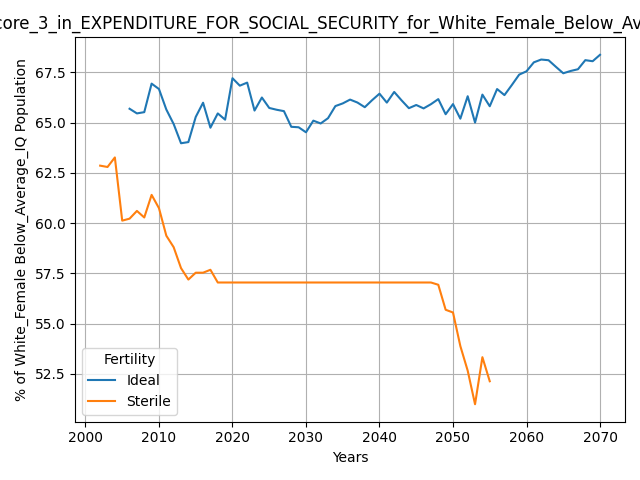 core_3_in_EXPENDITURE_FOR_SOCIAL_SECURITY_for_White_Female_Below_Av
% of White_Female Below_Average_IQ Population
67.5
65.0
62.5
60.0
57.5
55.0
52.5
Fertility
Ideal
Sterile
2000 2010 2020 2030 2040 2050 2060 2070
Years